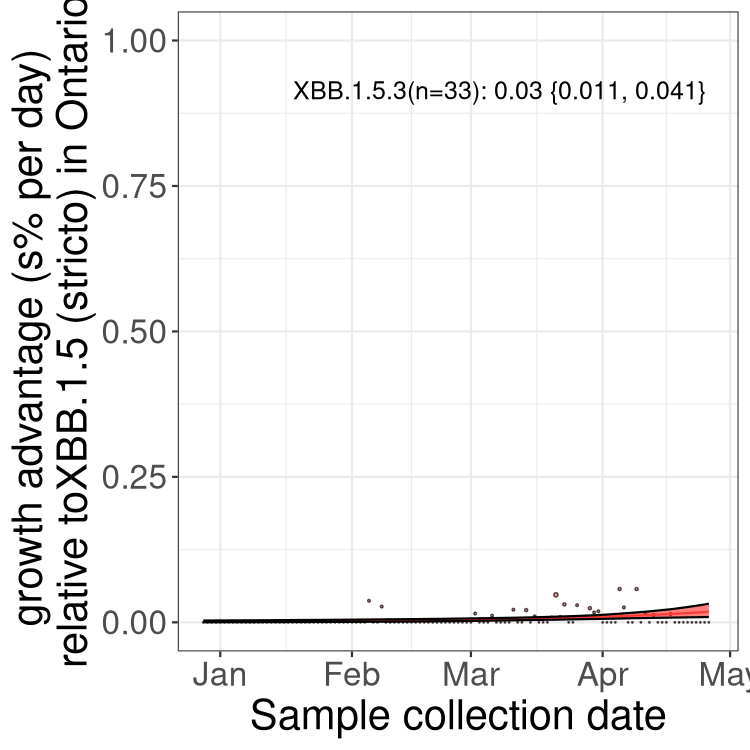 growth advantage (s% per day)
relative toXBB.1.5 (stricto) in Ontario
1.00
0.75
0.50
0.25
0.00
XBB.1.5.3(n=33): 0.03 {0.011, 0.041}
Jan Feb Mar Apr May
Sample collection date